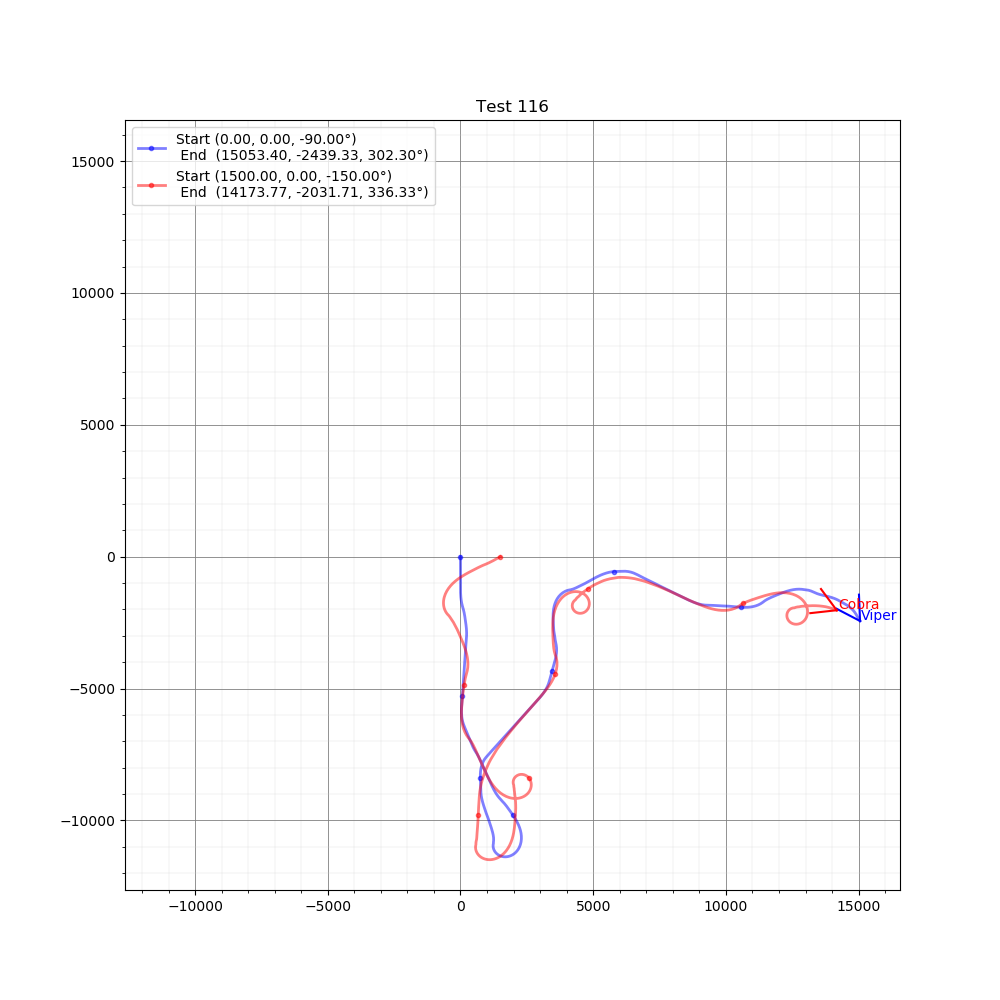 Test 116
Start (0.00, 0.00, -90.00°)
End  (15053.40, -2439.33, 302.30°)
Start (1500.00, 0.00, -150.00°)
End  (14173.77, -2031.71, 336.33°)
15000
10000
5000
0
−5000
−10000
Cobra
Viper
−10000
−5000
0
5000
10000
15000